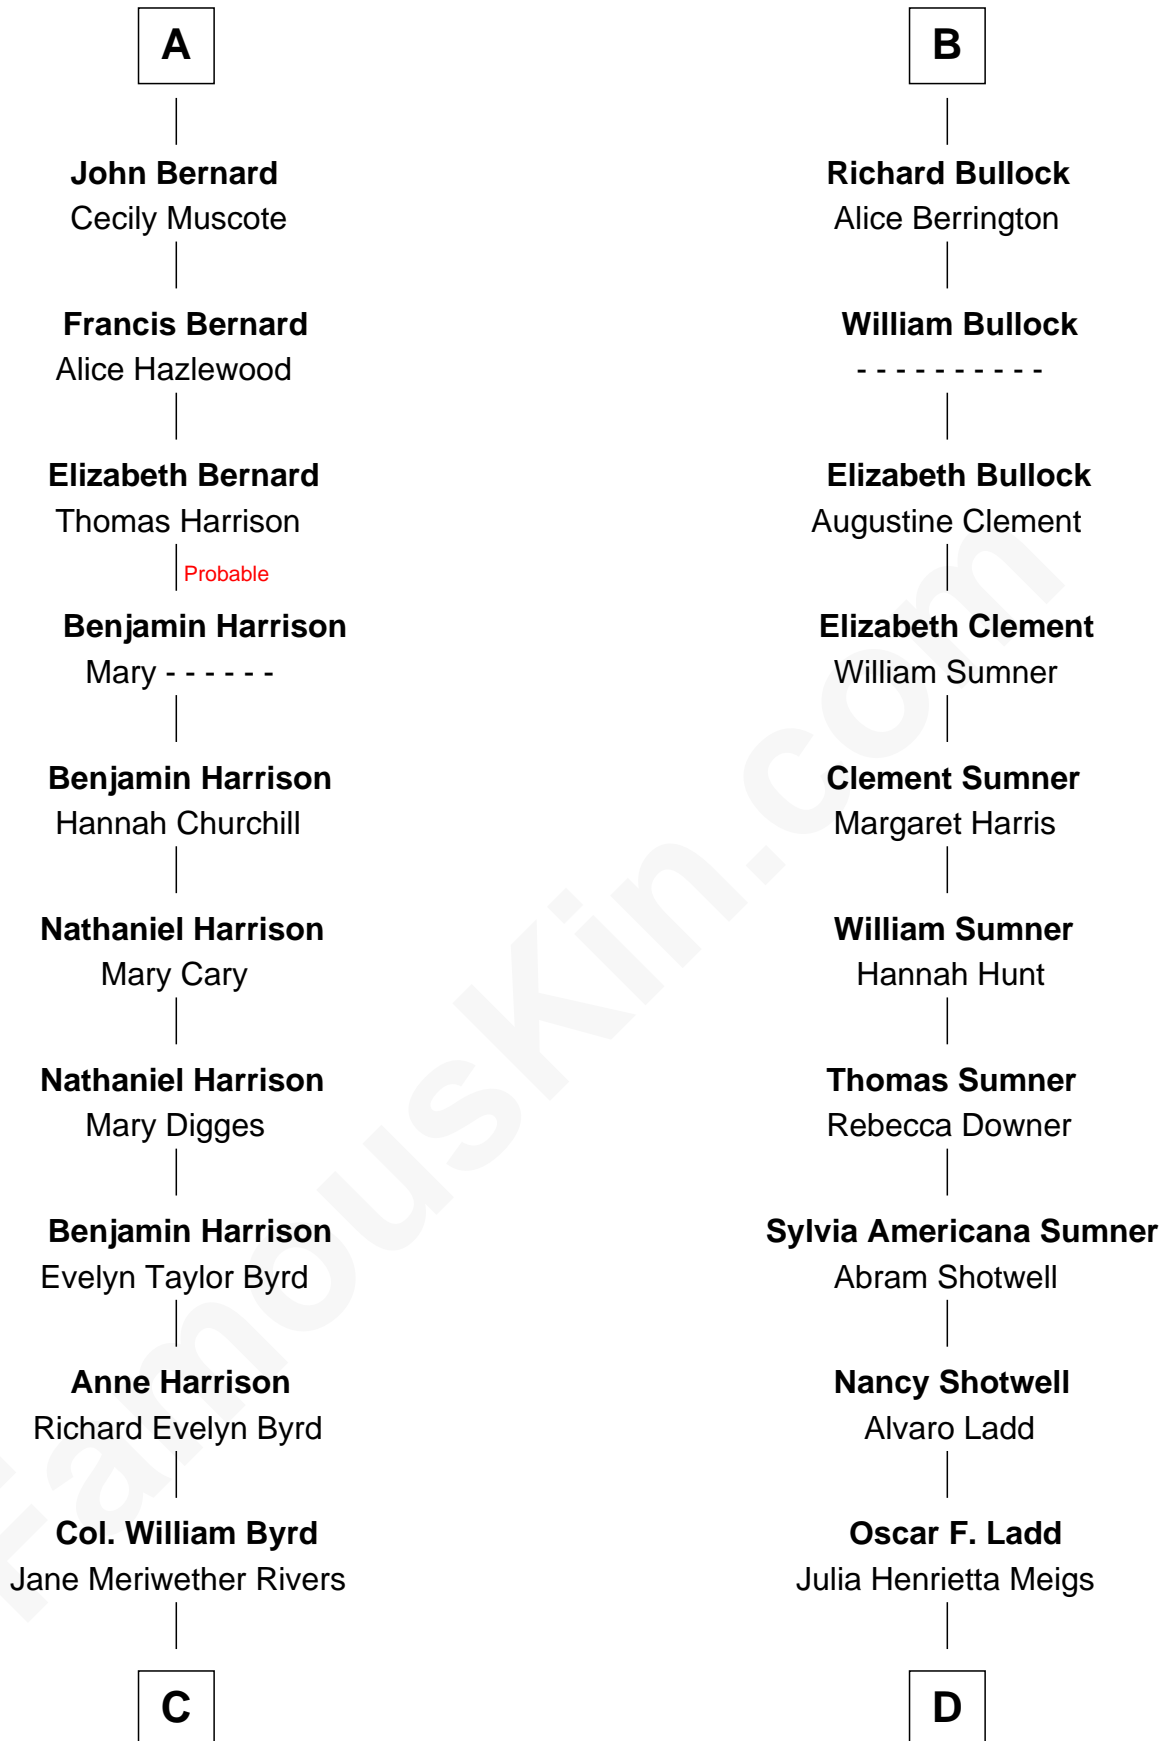 A
John Bernard
Cecily Muscote
Francis Bernard
Alice Hazlewood
Elizabeth Bernard
Thomas Harrison
Probable
Benjamin Harrison
Mary - - - - - -
Benjamin Harrison
Hannah Churchill
Nathaniel Harrison
Mary Cary
Nathaniel Harrison
Mary Digges
Benjamin Harrison
Evelyn Taylor Byrd
Anne Harrison
Richard Evelyn Byrd
Col. William Byrd
Jane Meriwether Rivers
C
B
Richard Bullock
Alice Berrington
William Bullock
- - - - - - - - - -
Elizabeth Bullock
Augustine Clement
Elizabeth Clement
William Sumner
Clement Sumner
Margaret Harris
William Sumner
Hannah Hunt
Thomas Sumner
Rebecca Downer
Sylvia Americana Sumner
Abram Shotwell
Nancy Shotwell
Alvaro Ladd
Oscar F. Ladd
Julia Henrietta Meigs
D
FamousKin.com